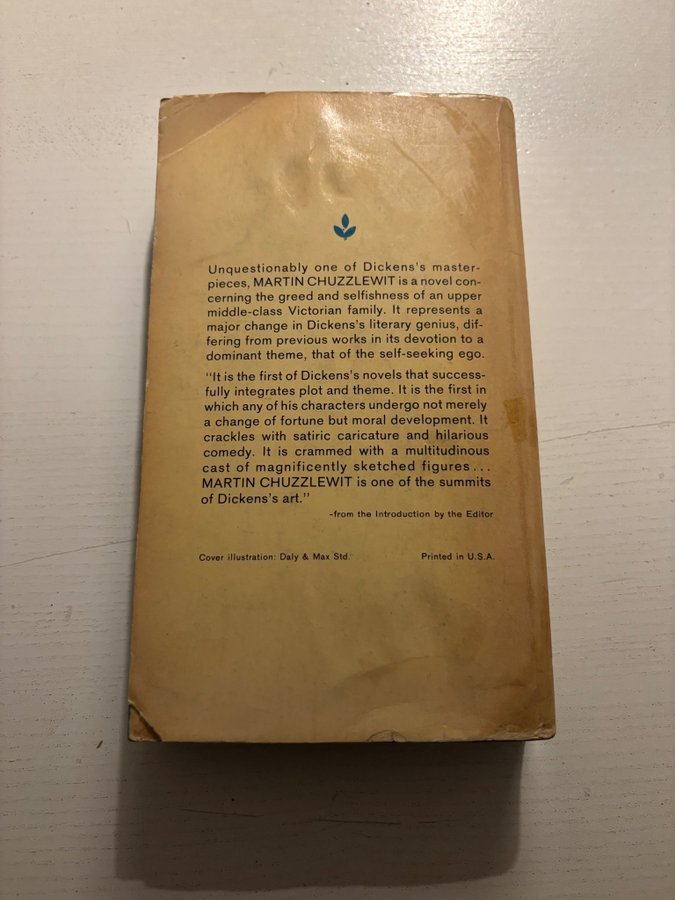 Unquestionably one of Dickens's master-
pieces, MARTIN CHUZZLEWIT is a novel con-
cerning the greed and selfishness of an upper
middle-class Victorian family. It represents a
major change in Dickens's literary genius, dif-
fering from previous works in its devotion to a
dominant theme, that of the self-seeking ego.
"It is the first of Dickens's novels that success-
fully integrates plot and theme. It is the first in
which any of his characters undergo not merely
a change of fortune but moral development. It
crackles with satiric caricature and hilarious
comedy. It is crammed with a multitudinous
cast of magnificently sketched figures...
MARTIN CHUZZLEWIT is one of the summits
of Dickens's art."
-from the Introduction by the Editor
Cover illustration: Daly & Max Std. Printed in U.S.A.